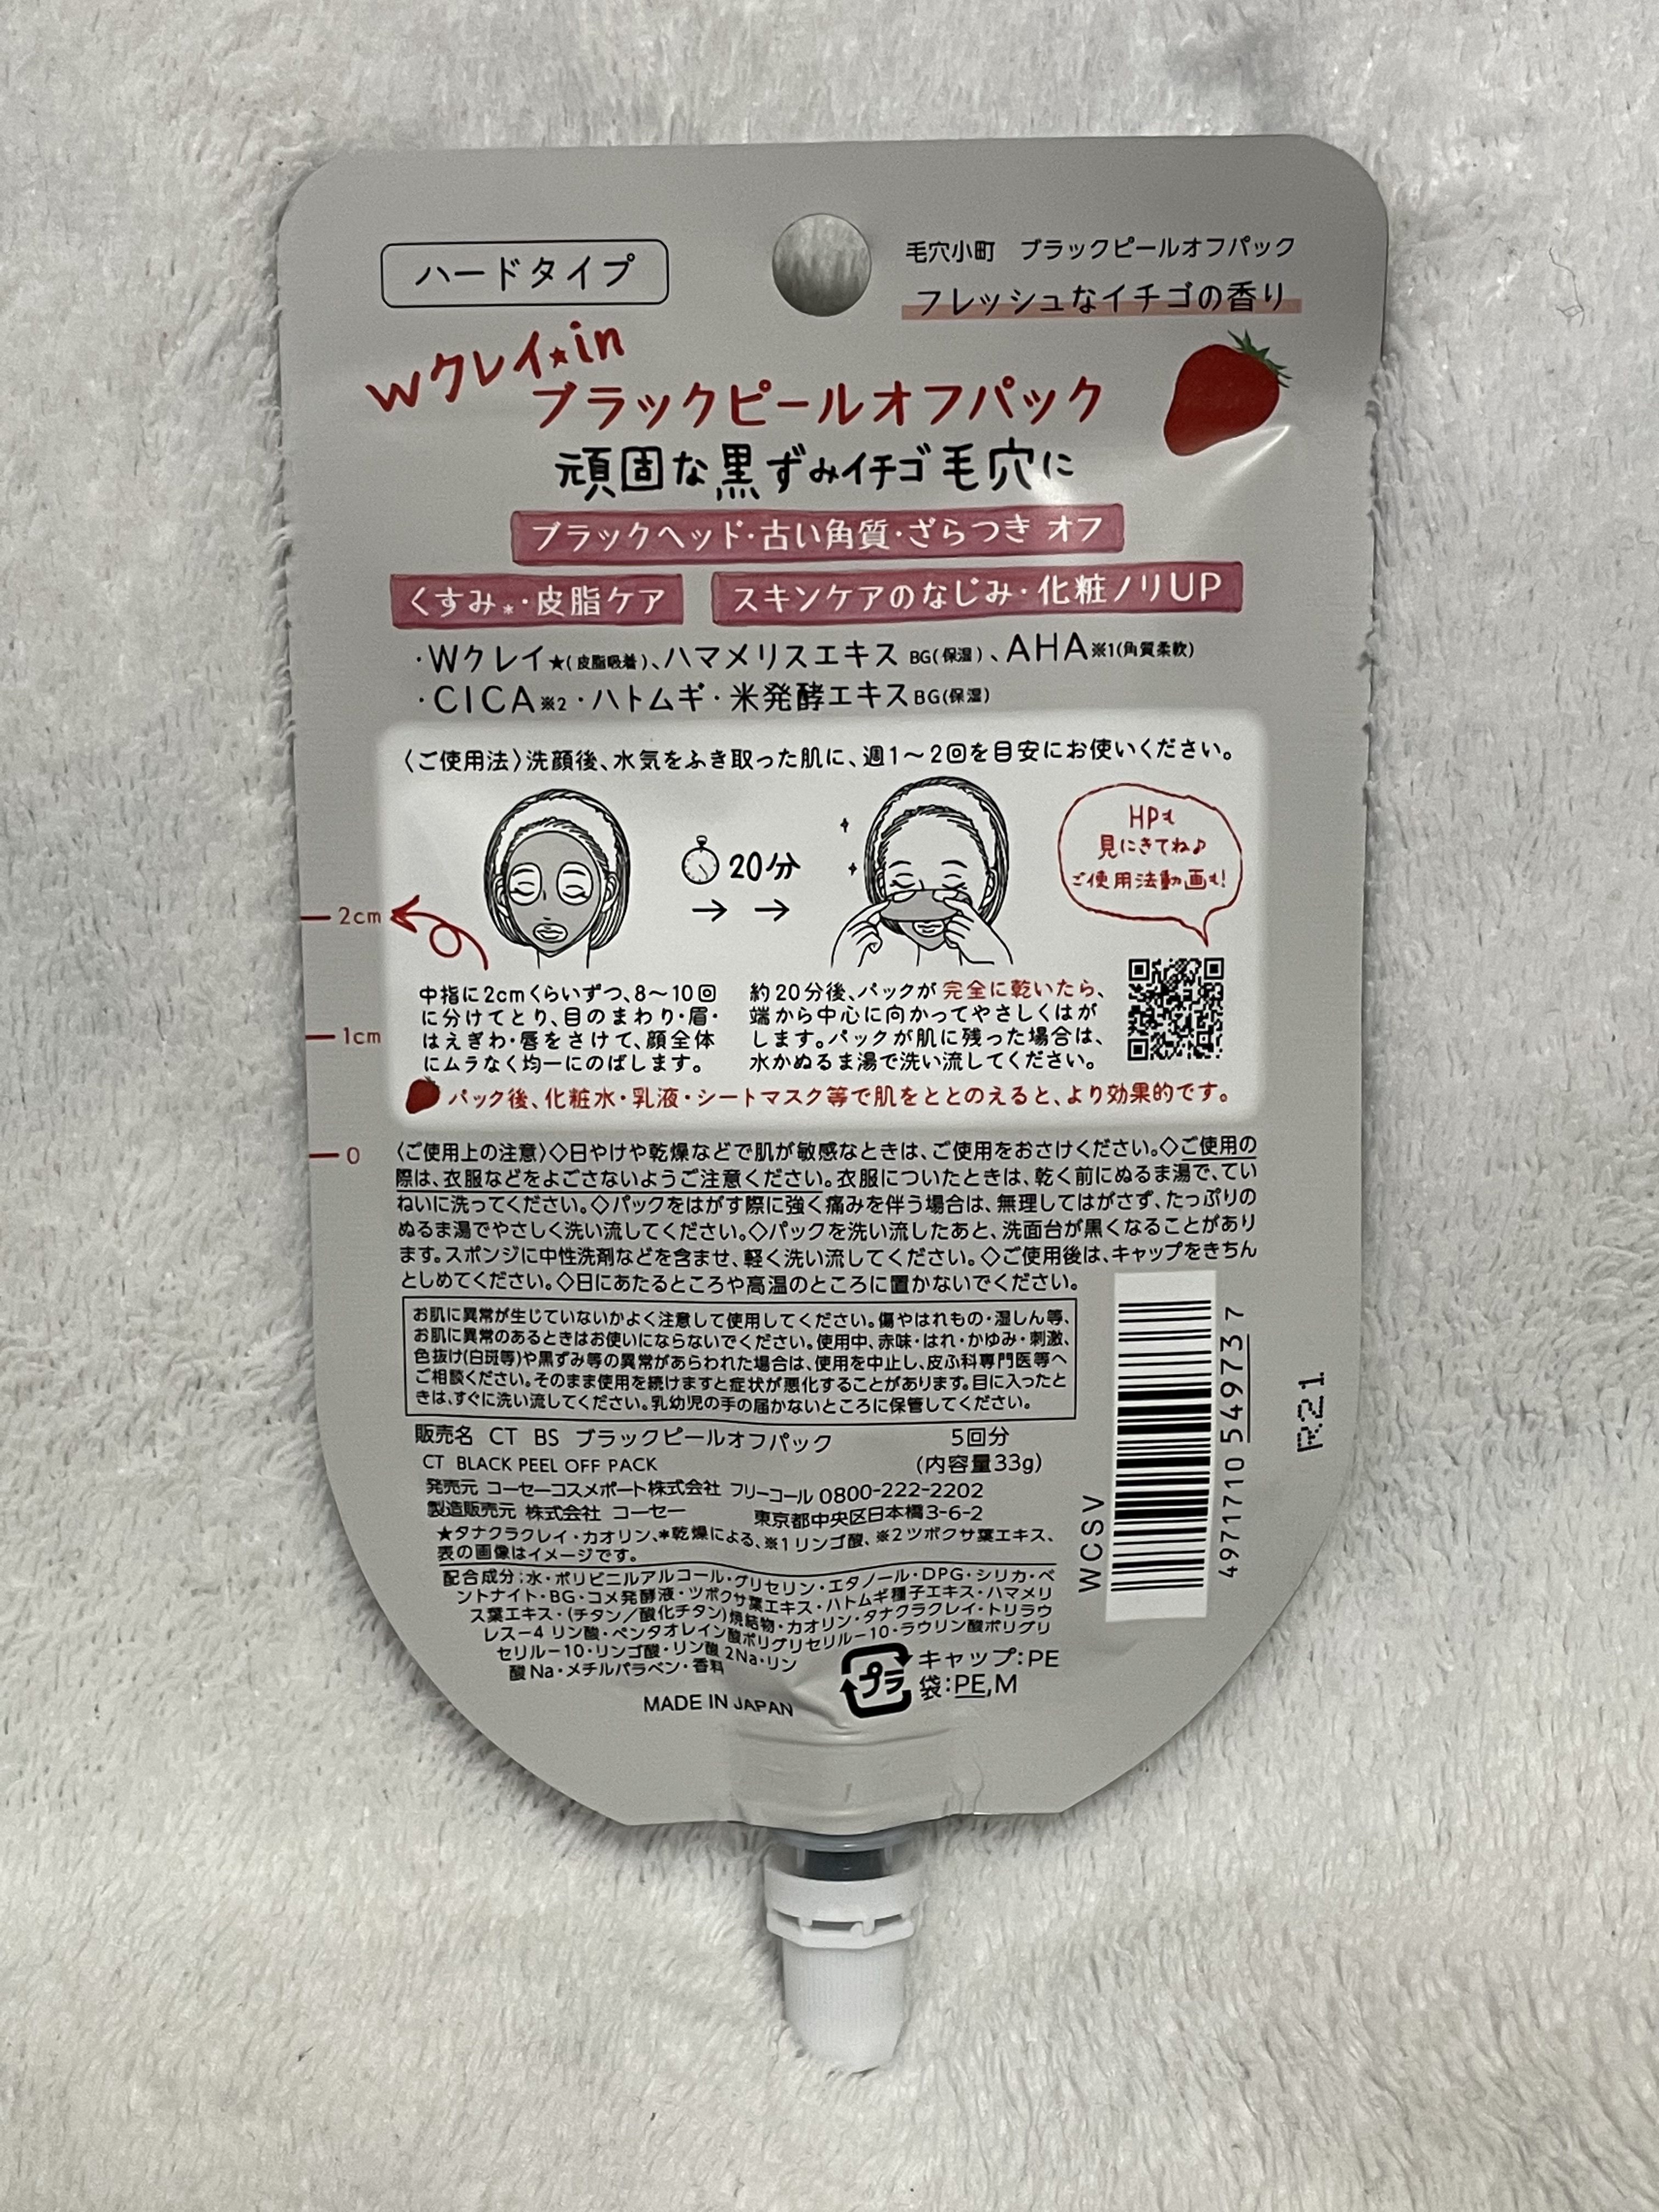 ハードタイプ
毛穴小町 ブラックピールオフパック
フレッシュなイチゴの香り
Wクレイ★in
ブラックピールオフパック
頑固な黒ずみイチゴ毛穴に
ブラックヘッド・古い角質・ざらつき オフ
くすみ*・皮脂ケア
スキンケアのなじみ・化粧ノリUP
・Wクレイ★(皮脂吸着)、ハマメリスエキス BG(保湿)、AHA※1(角質柔軟)
・CICA※2・ハトムギ・米発酵エキスBG(保湿)
〈ご使用法〉洗顔後、水気をふき取った肌に、週1〜2回を目安にお使いください。
20分
→ →
HPも
見にきてね♪
ご使用法動画も!
2cm
1cm
0
中指に2cmくらいずつ、8〜10回
に分けてとり、目のまわり・眉・
はえぎわ・唇をさけて、顔全体
にムラなく均一にのばします。
約20分後、パックが完全に乾いたら、
端から中心に向かってやさしくはが
します。パックが肌に残った場合は、
水かぬるま湯で洗い流してください。
パック後、化粧水・乳液・シートマスク等で肌をととのえると、より効果的です。
〈ご使用上の注意〉◇日やけや乾燥などで肌が敏感なときは、ご使用をおさけください。◇ご使用の
際は、衣服などをよごさないようご注意ください。衣服についたときは、乾く前にぬるま湯で、てい
ねいに洗ってください。◇パックをはがす際に強く痛みを伴う場合は、無理してはがさず、たっぷりの
ぬるま湯でやさしく洗い流してください。◇パックを洗い流したあと、洗面台が黒くなることがあり
ます。スポンジに中性洗剤などを含ませ、軽く洗い流してください。◇ご使用後は、キャップをきちん
としめてください。◇日にあたるところや高温のところに置かないでください。
お肌に異常が生じていないかよく注意して使用してください。傷やはれもの・湿しん等、
お肌に異常のあるときはお使いにならないでください。使用中、赤味・はれ・かゆみ・刺激、
色抜け(白斑等)や黒ずみ等の異常があらわれた場合は、使用を中止し、皮ふ科専門医等へ
ご相談ください。そのまま使用を続けますと症状が悪化することがあります。目に入ったと
きは、すぐに洗い流してください。乳幼児の手の届かないところに保管してください。
販売名 CT BS ブラックピールオフパック 5回分
CT BLACK PEEL OFF PACK (内容量33g)
発売元 コーセーコスメポート株式会社 フリーコール 0800-222-2202
製造販売元 株式会社 コーセー 東京都中央区日本橋3-6-2
★タナクラクレイ・カオリン、*乾燥による、※1 リンゴ酸、※2 ツボクサ葉エキス、
表の画像はイメージです。
配合成分:水・ポリビニルアルコール・グリセリン・エタノール・DPG・シリカ・ベ
ントナイト・BG・コメ発酵液・ツボクサ葉エキス・ハトムギ種子エキス・ハマメリ
ス葉エキス・(チタン/酸化チタン)焼結物・カオリン・タナクラクレイ・トリラウ
レス-4 リン酸・ペンタオレイン酸ポリグリセリル-10・ラウリン酸ポリグリ
セリル-10・リンゴ酸・リン酸 2Na・リン
酸 Na・メチルパラベン・香料
MADE IN JAPAN
プラ
キャップ:PE
袋:PE,M
WCSV
4971710 54973 7
R21